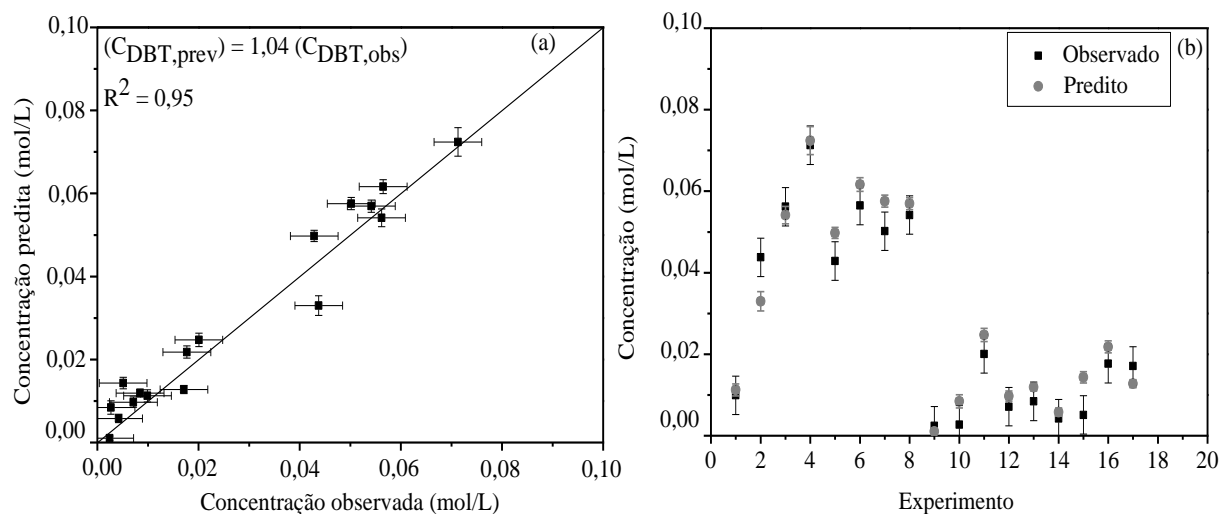 (C_DBT,prev) = 1,04 (C_DBT,obs)
R² = 0,95
(a)
Concentração predita (mol/L)
0,10
0,08
0,06
0,04
0,02
0,00
0,00 0,02 0,04 0,06 0,08 0,10
Concentração observada (mol/L)
(b)
Observado
Predito
Concentração (mol/L)
0,10
0,08
0,06
0,04
0,02
0,00
0 2 4 6 8 10 12 14 16 18 20
Experimento